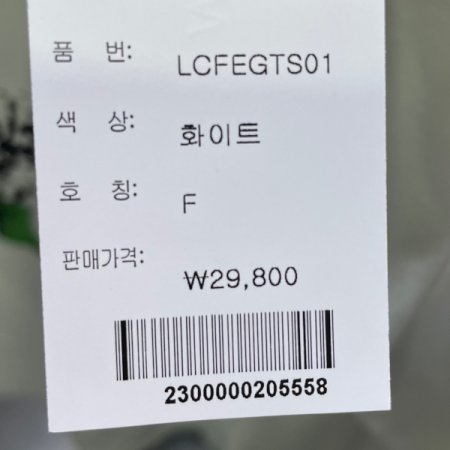 품 번: LCFEGTS01
색 상: 화이트
호 칭: F
판매가격: ₩29,800
2300000205558